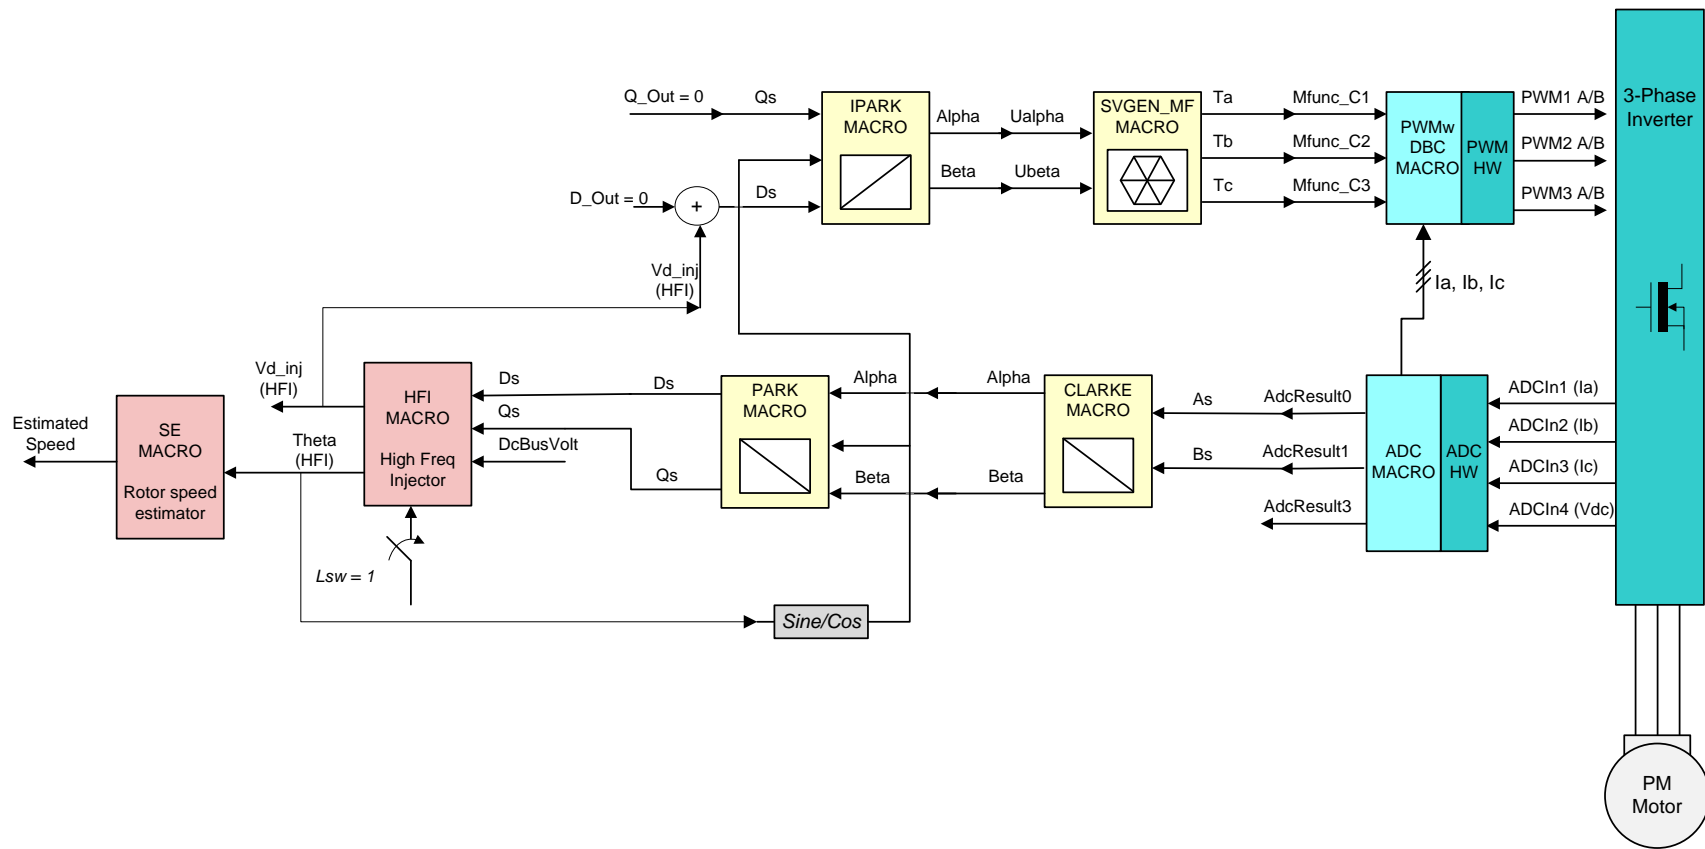 Q_Out = 0
Qs
IPARK
MACRO
Alpha
Ualpha
Beta
Ubeta
SVGEN_MF
MACRO
Ta
Mfunc_C1
Tb
Mfunc_C2
Tc
Mfunc_C3
PWMw
DBC
MACRO
PWM
HW
PWM1 A/B
PWM2 A/B
PWM3 A/B
3-Phase
Inverter
D_Out = 0
+
Ds
Vd_inj
(HFI)
Ia, Ib, Ic
Vd_inj
(HFI)
HFI
MACRO
High Freq
Injector
Ds
Ds
Qs
DcBusVolt
Qs
PARK
MACRO
Alpha
Alpha
Beta
Beta
CLARKE
MACRO
As
AdcResult0
Bs
AdcResult1
AdcResult3
ADC
MACRO
ADC
HW
ADCIn1 (Ia)
ADCIn2 (Ib)
ADCIn3 (Ic)
ADCIn4 (Vdc)
Estimated
Speed
SE
MACRO
Rotor speed
estimator
Theta
(HFI)
Lsw = 1
Sine/Cos
PM
Motor